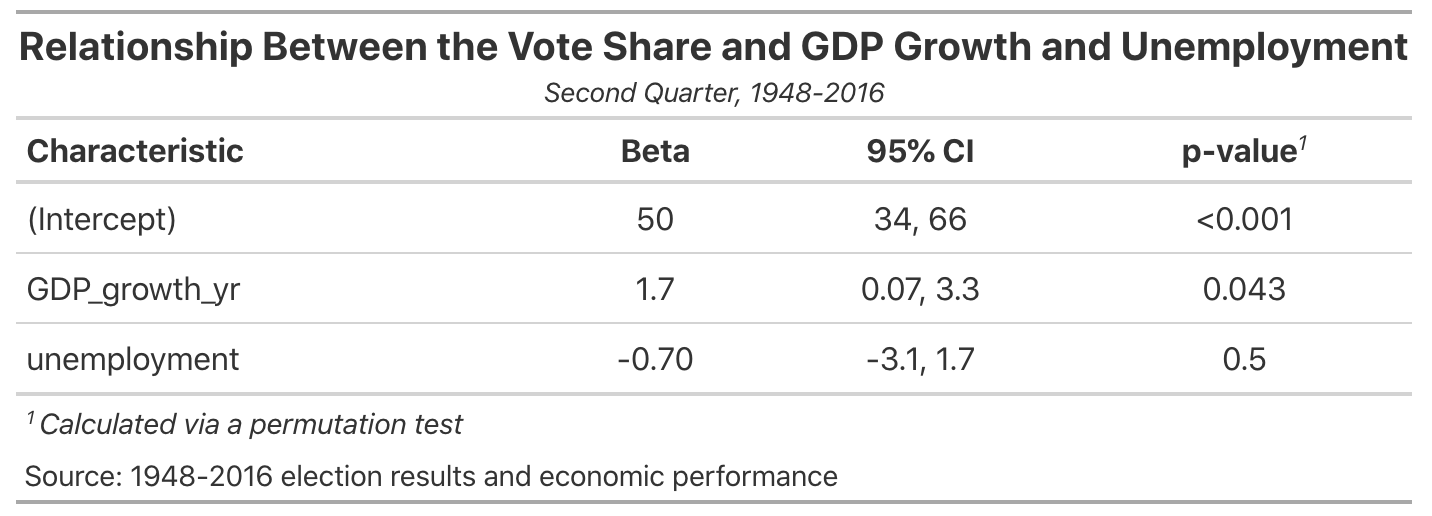 Relationship Between the Vote Share and GDP Growth and Unemployment
Second Quarter, 1948-2016
Characteristic Beta 95% CI p-value¹
(Intercept) 50 34, 66 <0.001
GDP_growth_yr 1.7 0.07, 3.3 0.043
unemployment -0.70 -3.1, 1.7 0.5
¹ Calculated via a permutation test
Source: 1948-2016 election results and economic performance